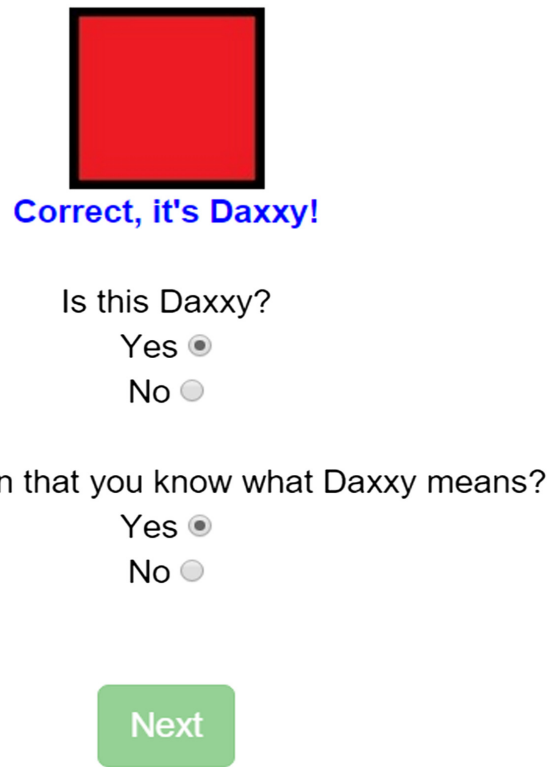 Correct, it's Daxxy!
Is this Daxxy?
Yes
No
that you know what Daxxy means?
Yes
No
Next